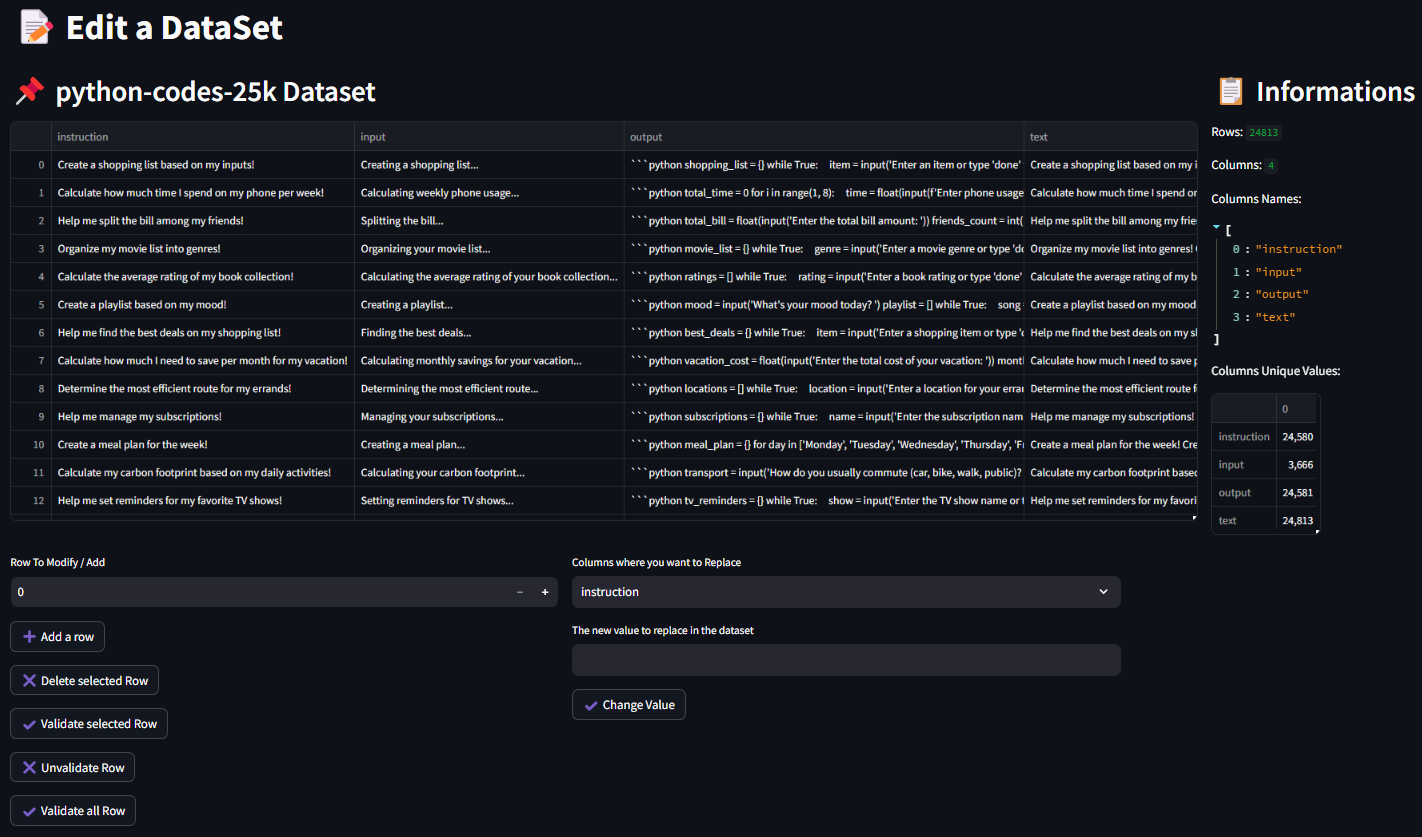 Edit a DataSet
python-codes-25k Dataset
instruction input output text
0 Create a shopping list based on my inputs! Creating a shopping list... ```python shopping_list = {} while True: item = input('Enter an item or type 'done' Create a shopping list based on my i
1 Calculate how much time I spend on my phone per week! Calculating weekly phone usage... ```python total_time = 0 for i in range(1, 8): time = float(input(f'Enter phone usage Calculate how much time I spend or
2 Help me split the bill among my friends! Splitting the bill... ```python total_bill = float(input('Enter the total bill amount: ')) friends_count = int( Help me split the bill among my frie
3 Organize my movie list into genres! Organizing your movie list... ```python movie_list = {} while True: genre = input('Enter a movie genre or type 'do Organize my movie list into genres!
4 Calculate the average rating of my book collection! Calculating the average rating of your book collection... ```python ratings = [] while True: rating = input('Enter a book rating or type 'done' Calculate the average rating of my b
5 Create a playlist based on my mood! Creating a playlist... ```python mood = input('What's your mood today? ') playlist = [] while True: song = Create a playlist based on my mood
6 Help me find the best deals on my shopping list! Finding the best deals... ```python best_deals = {} while True: item = input('Enter a shopping item or type 'c Help me find the best deals on my sl
7 Calculate how much I need to save per month for my vacation! Calculating monthly savings for your vacation... ```python vacation_cost = float(input('Enter the total cost of your vacation: ')) montl Calculate how much I need to save p
8 Determine the most efficient route for my errands! Determining the most efficient route... ```python locations = [] while True: location = input('Enter a location for your erran Determine the most efficient route f
9 Help me manage my subscriptions! Managing your subscriptions... ```python subscriptions = {} while True: name = input('Enter the subscription nam Help me manage my subscriptions!
10 Create a meal plan for the week! Creating a meal plan... ```python meal_plan = {} for day in ['Monday', 'Tuesday', 'Wednesday', 'Thursday', 'Fr Create a meal plan for the week! Cre
11 Calculate my carbon footprint based on my daily activities! Calculating your carbon footprint... ```python transport = input('How do you usually commute (car, bike, walk, public)? Calculate my carbon footprint based
12 Help me set reminders for my favorite TV shows! Setting reminders for TV shows... ```python tv_reminders = {} while True: show = input('Enter the TV show name or t Help me set reminders for my favori
Informations
Rows: 24813
Columns: 4
Columns Names:
[
0 : "instruction"
1 : "input"
2 : "output"
3 : "text"
]
Columns Unique Values:
0
instruction 24,580
input 3,666
output 24,581
text 24,813
Row To Modify / Add
0 − +
Add a row
Delete selected Row
Validate selected Row
Unvalidate Row
Validate all Row
Columns where you want to Replace
instruction
The new value to replace in the dataset
Change Value